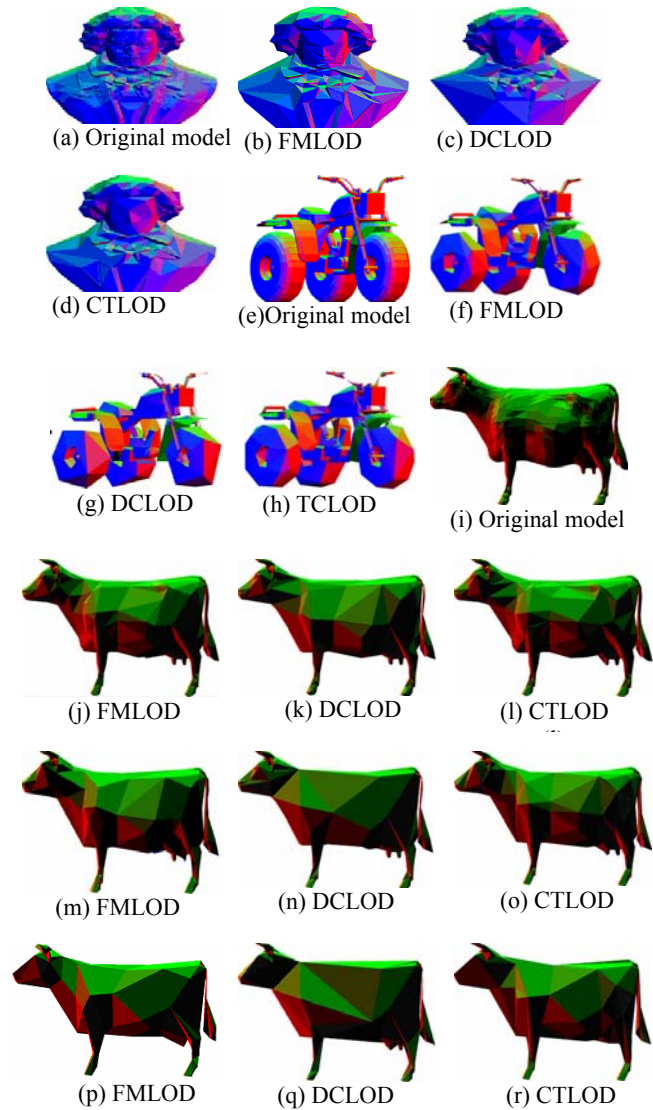 (a) Original model
(b) FMLOD
(c) DCLOD
(d) CTLOD
(e)Original model
(f) FMLOD
(g) DCLOD
(h) TCLOD
(i) Original model
(j) FMLOD
(k) DCLOD
(l) CTLOD
(m) FMLOD
(n) DCLOD
(o) CTLOD
(p) FMLOD
(q) DCLOD
(r) CTLOD